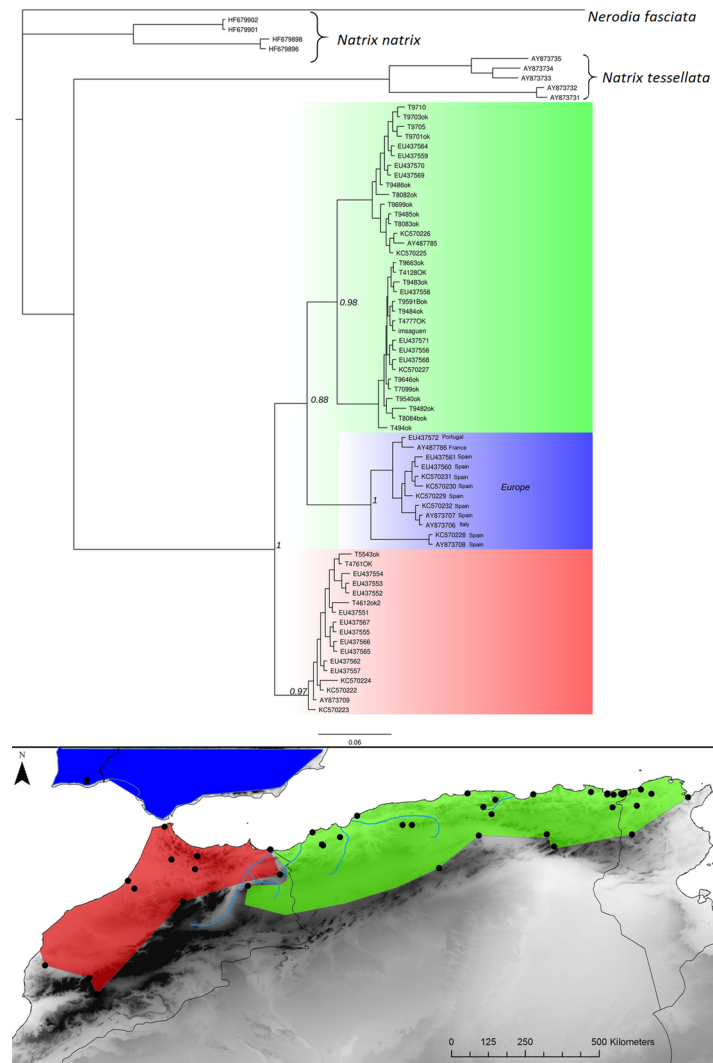 Nerodia fasciata
HF679902
HF679901
Natrix natrix
HF679898
HF679896
AY873735
AY873734
AY873733
Natrix tessellata
AY873732
AY873731
T9710
T9703ok
T9705
T9701ok
EU437564
EU437559
EU437570
EU437569
T9486ok
T8082ok
T9699ok
T9485ok
T8083ok
KC570226
AY487785
KC570225
T9663ok
T4128OK
T9483ok
EU437558
0.98
T9591Bok
T9484ok
T4777OK
imsaguen
EU437571
EU437556
EU437568
KC570227
T9646ok
T7099ok
0.88
T9540ok
T9482ok
T8084bok
T494ok
EU437572 Portugal
AY487786 France
EU437561 Spain
EU437560 Spain
KC570231 Spain
KC570230 Spain
Europe
KC570229 Spain
1
KC570232 Spain
AY873707 Spain
AY873706 Italy
KC570228 Spain
AY873708 Spain
1
T5543ok
T4761OK
EU437554
EU437553
EU437552
T4612ok2
EU437551
EU437567
EU437555
EU437566
EU437565
EU437562
EU437557
KC570224
0.97
KC570222
AY873709
KC570223
0.06
N
0 125 250 500 Kilometers